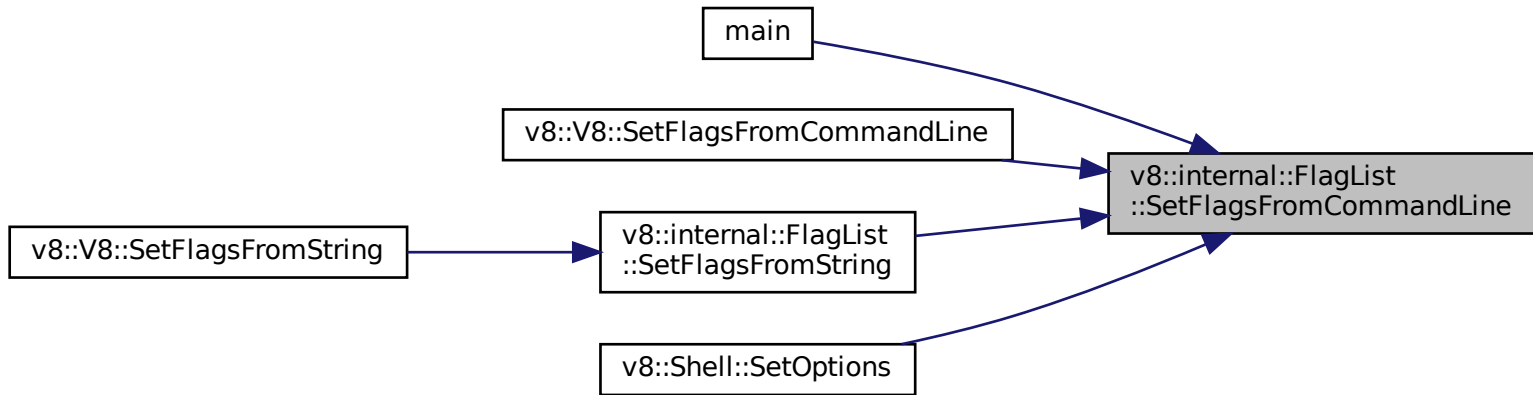 main
v8::V8::SetFlagsFromCommandLine
v8::internal::FlagList
::SetFlagsFromCommandLine
v8::V8::SetFlagsFromString
v8::internal::FlagList
::SetFlagsFromString
v8::Shell::SetOptions